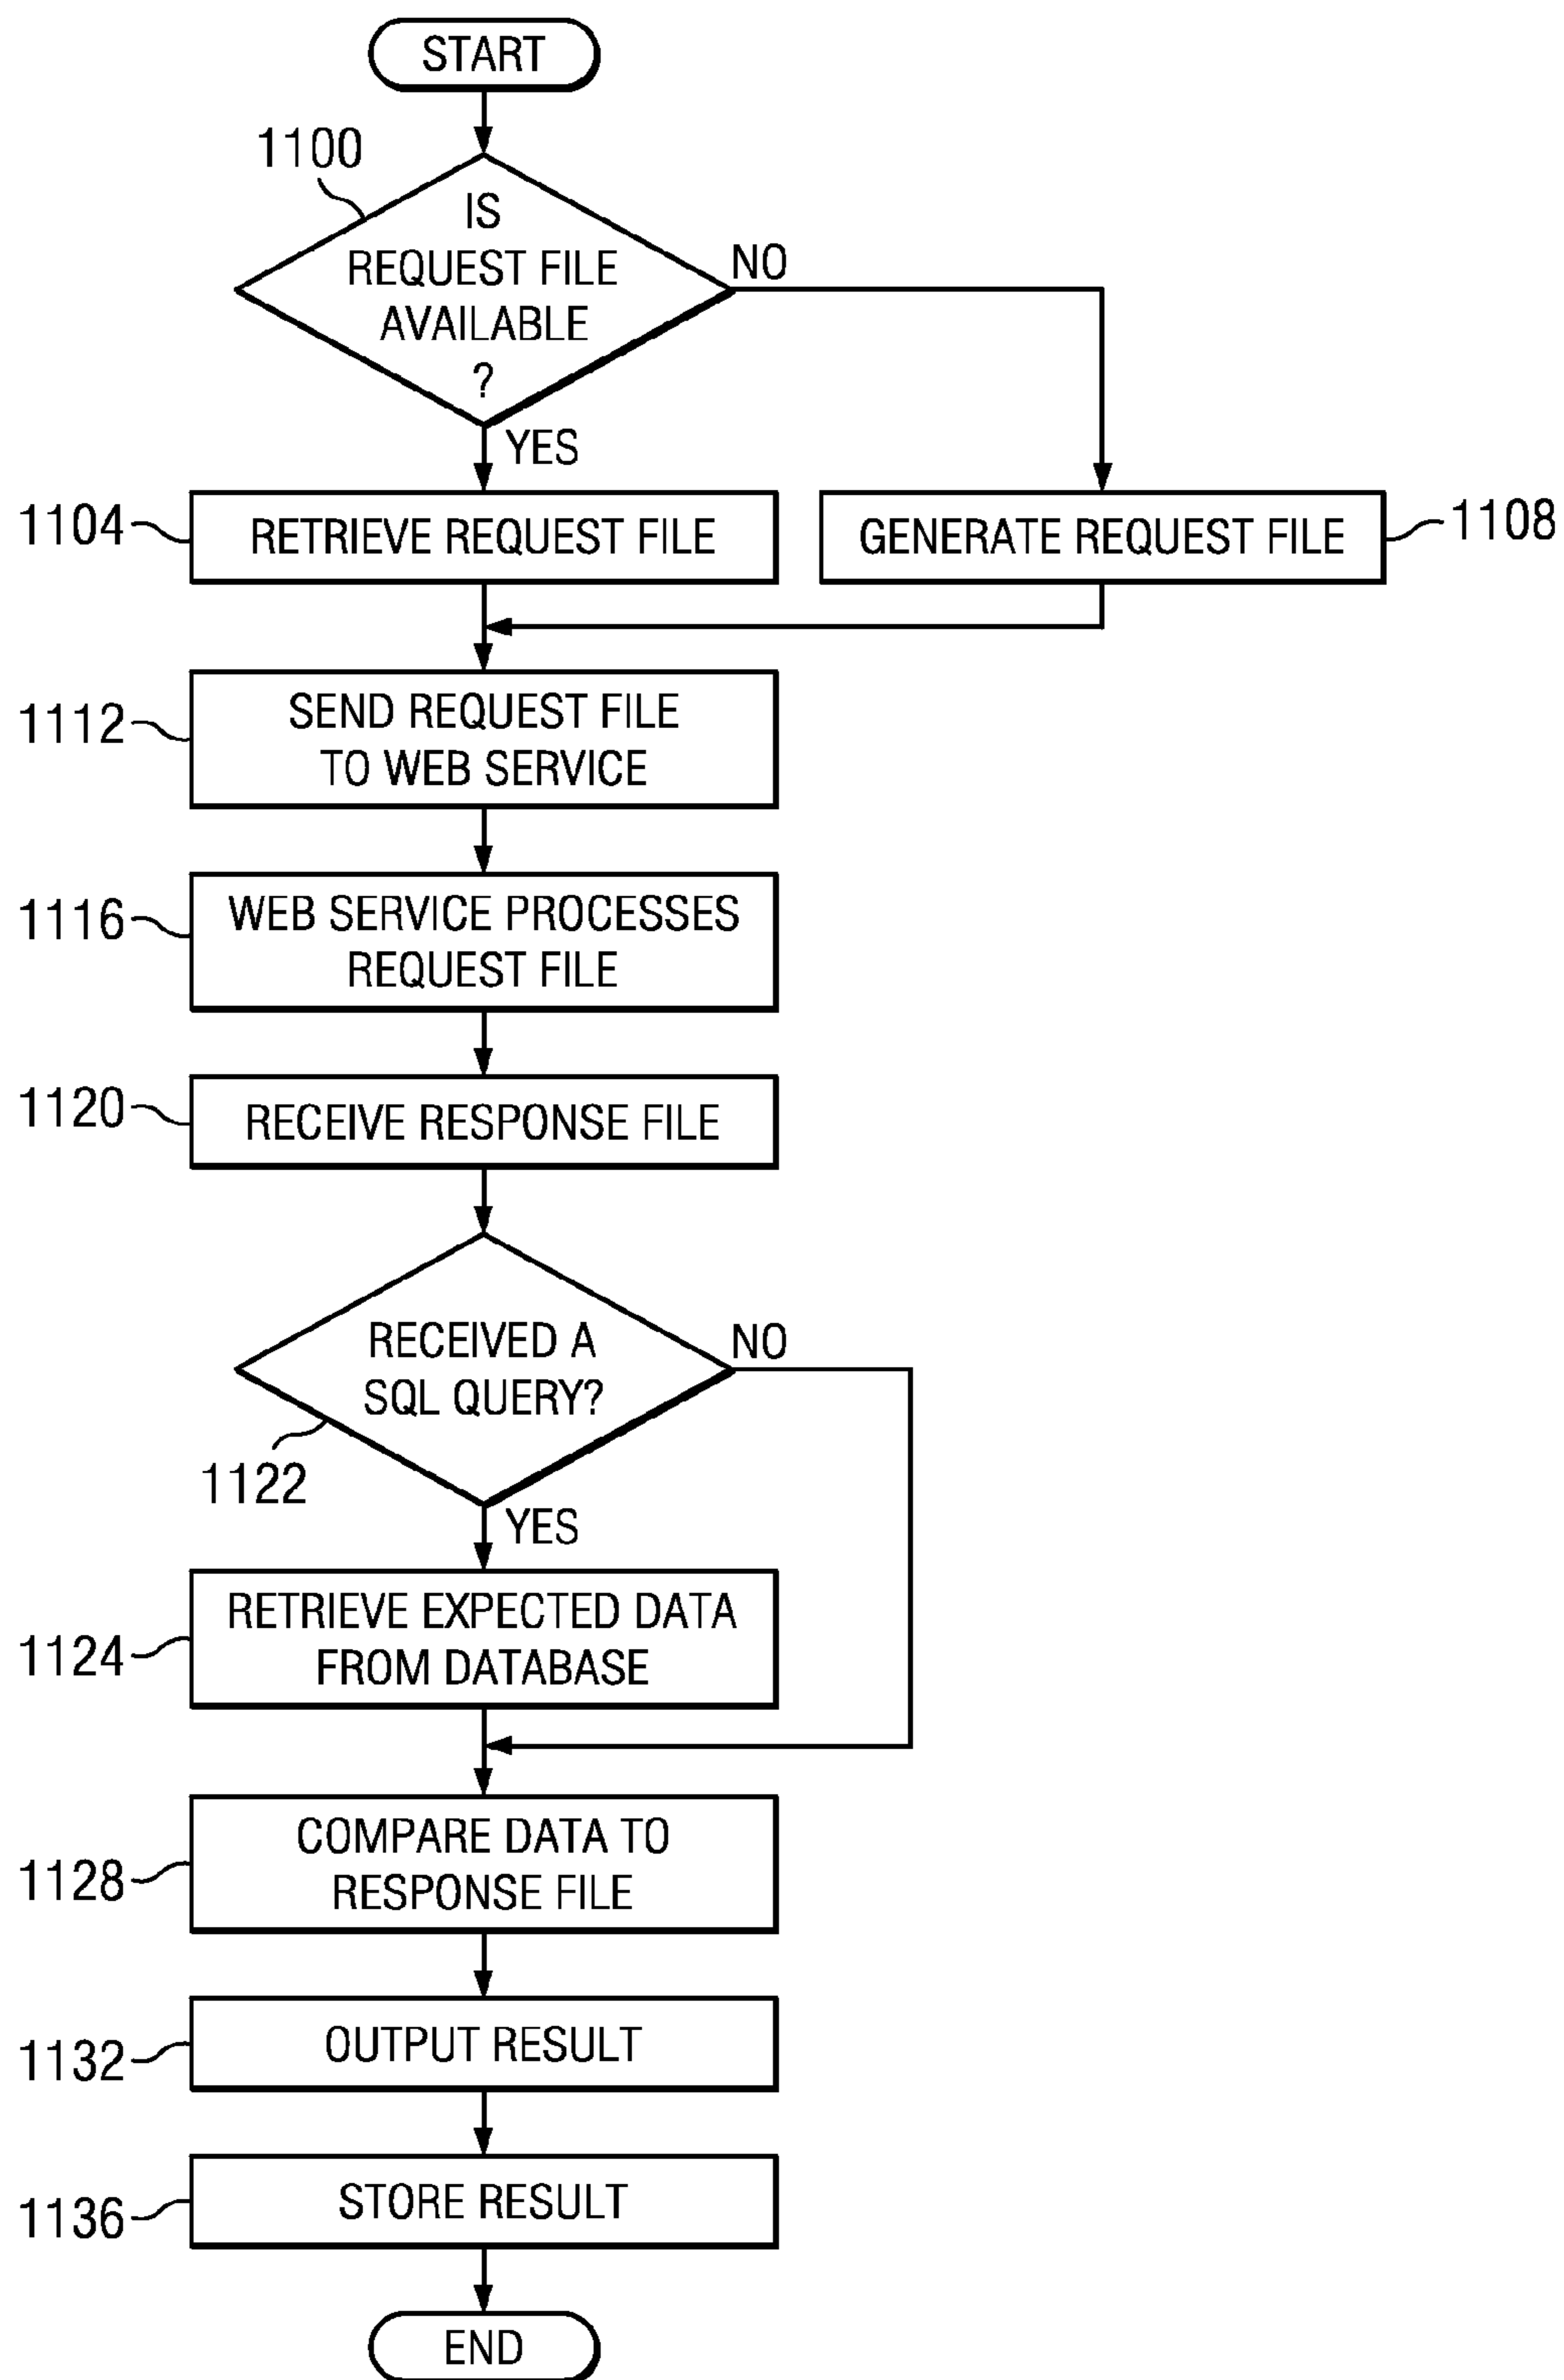 START
1100
IS
REQUEST FILE
AVAILABLE
?
NO
YES
1104
RETRIEVE REQUEST FILE
GENERATE REQUEST FILE
1108
1112
SEND REQUEST FILE
TO WEB SERVICE
1116
WEB SERVICE PROCESSES
REQUEST FILE
1120
RECEIVE RESPONSE FILE
RECEIVED A
SQL QUERY?
NO
1122
YES
1124
RETRIEVE EXPECTED DATA
FROM DATABASE
1128
COMPARE DATA TO
RESPONSE FILE
1132
OUTPUT RESULT
1136
STORE RESULT
END